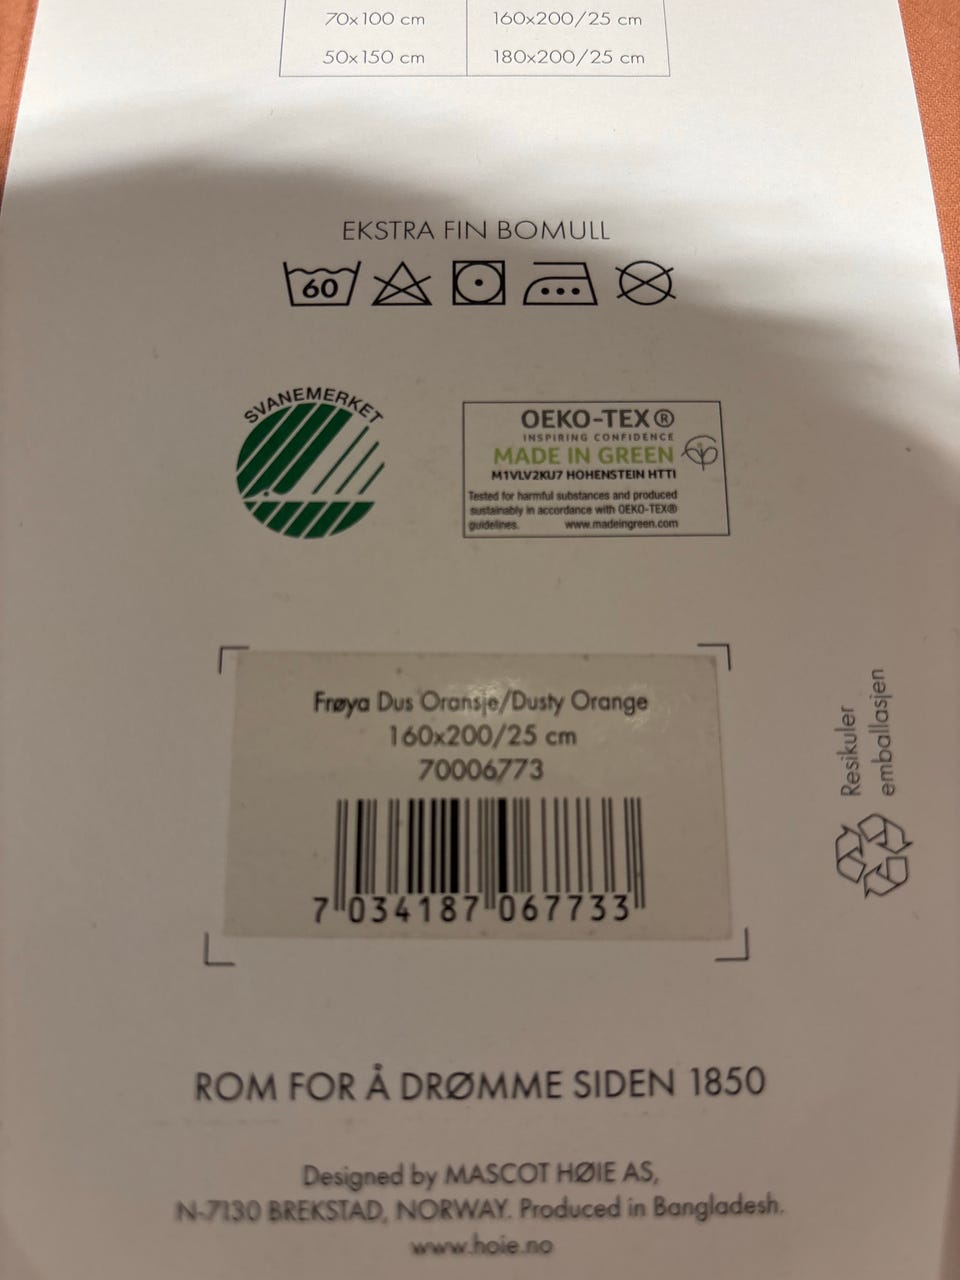 70x100 cm 160x200/25 cm
50x150 cm 180x200/25 cm
EKSTRA FIN BOMULL
60
SVANEMERKET
OEKO-TEX®
INSPIRING CONFIDENCE
MADE IN GREEN
M1VLV2KU7 HOHENSTEIN HTTI
Tested for harmful substances and produced
sustainably in accordance with OEKO-TEX®
guidelines. www.madeingreen.com
Frøya Dus Oransje/Dusty Orange
160x200/25 cm
70006773
7 034187 067733
Resikuler
emballasjen
ROM FOR Å DRØMME SIDEN 1850
Designed by MASCOT HØIE AS,
N-7130 BREKSTAD, NORWAY. Produced in Bangladesh.
www.hoie.no